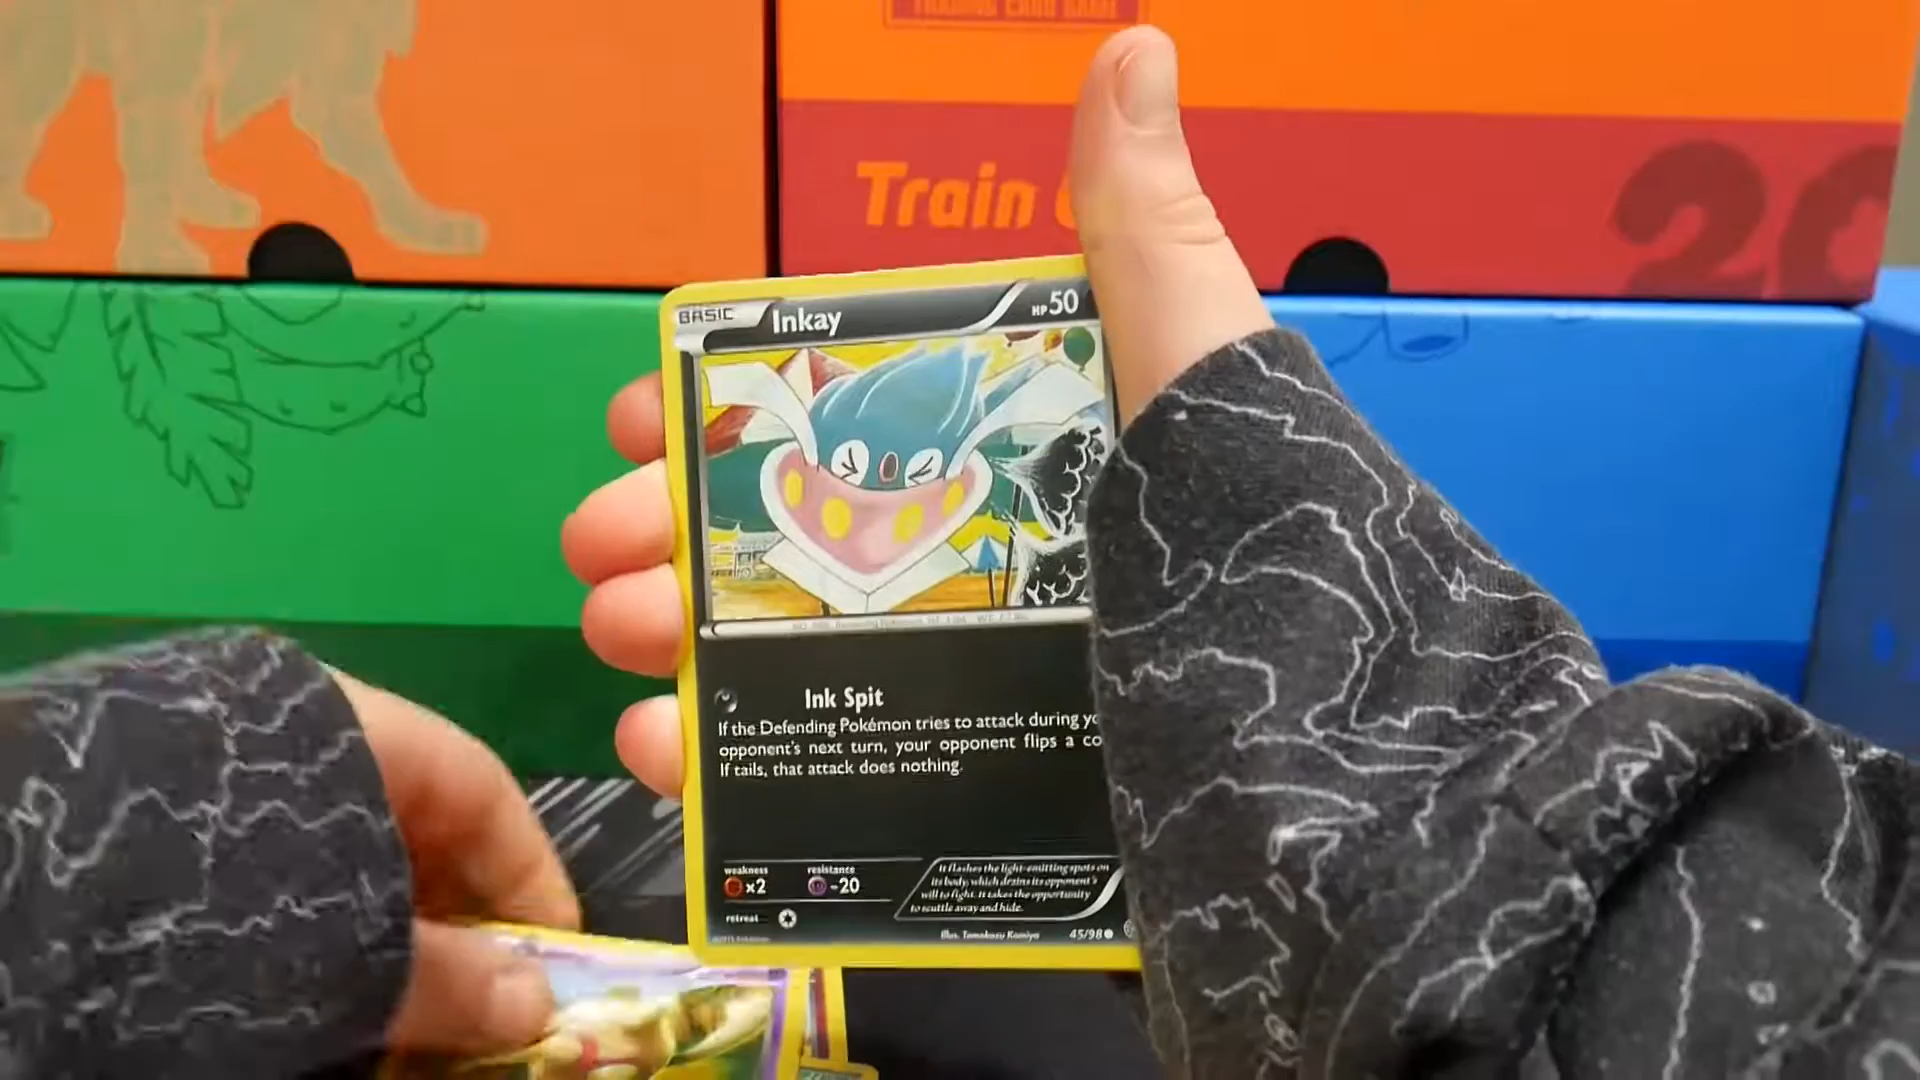 TRADING CARD GAME
Train
20
BASIC
Inkay
HP50
Ink Spit
If the Defending Pokémon tries to attack during yo
opponent's next turn, your opponent flips a co
If tails, that attack does nothing.
weakness
x2
resistance
-20
It flashes the light-emitting spots on
its body, which drains its opponent's
will to fight. It takes the opportunity
to scuttle away and hide.
retreat
Illus. Tomokazu Komiya
45/98